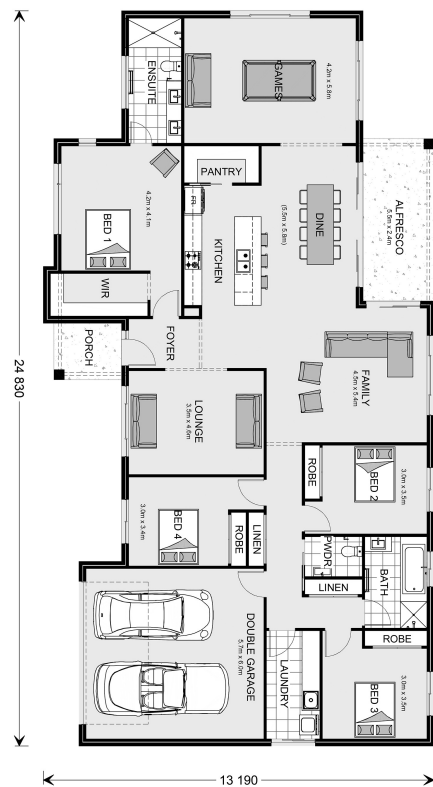 ENSUITE
GAMES
4.2m x 5.8m
PANTRY
FR
4.2m x 4.1m
BED 1
WIR
KITCHEN
(5.5m x 5.8m)
DINE
ALFRESCO
5.5m x 2.4m
PORCH
FOYER
FAMILY
4.5m x 5.4m
LOUNGE
3.5m x 4.6m
24 830
ROBE
BED 2
3.0m x 3.5m
BED 4
3.0m x 3.4m
ROBE
LINEN
PWDR
LINEN
BATH
DOUBLE GARAGE
5.7m x 6.0m
LAUNDRY
ROBE
BED 3
3.0m x 3.5m
13 190